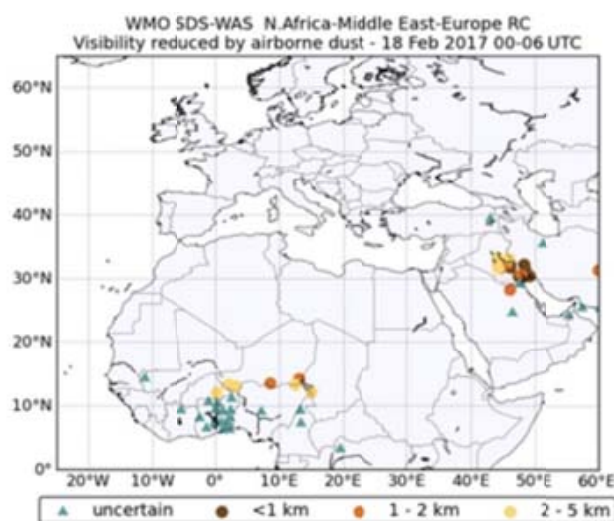 WMO SDS-WAS N.Africa-Middle East-Europe RC
Visibility reduced by airborne dust - 18 Feb 2017 00-06 UTC
60°N
50°N
40°N
30°N
20°N
10°N
0°
20°W 10°W 0° 10°E 20°E 30°E 40°E 50°E 60°E
uncertain <1 km 1 - 2 km 2 - 5 km